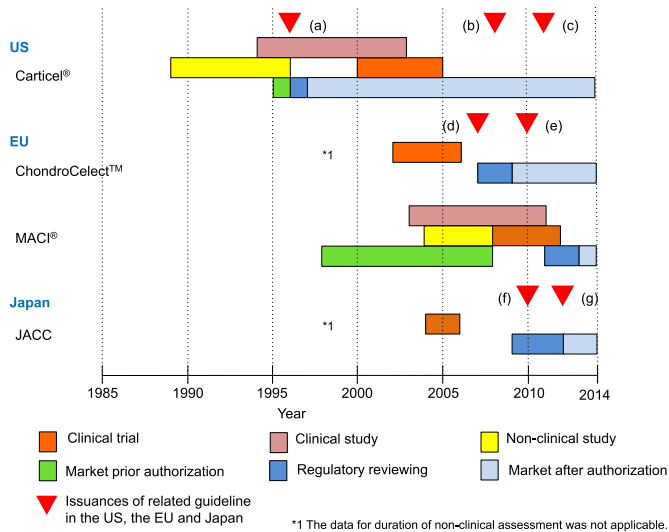 (a) (b) (c)
US
Carticel®
(d) (e)
EU
*1
ChondroCelect™
MACI®
Japan
(f) (g)
*1
JACC
1985 1990 1995 2000 2005 2010 2014
Year
Clinical trial Clinical study Non-clinical study
Market prior authorization Regulatory reviewing Market after authorization
Issuances of related guideline
in the US, the EU and Japan
*1 The data for duration of non-clinical assessment was not applicable.